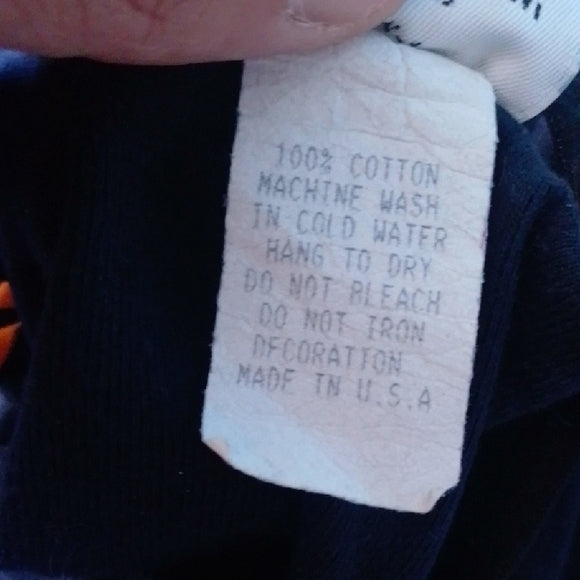 100% COTTON
MACHINE WASH
IN COLD WATER
HANG TO DRY
DO NOT BLEACH
DO NOT IRON
DECORATION
MADE IN U.S.A